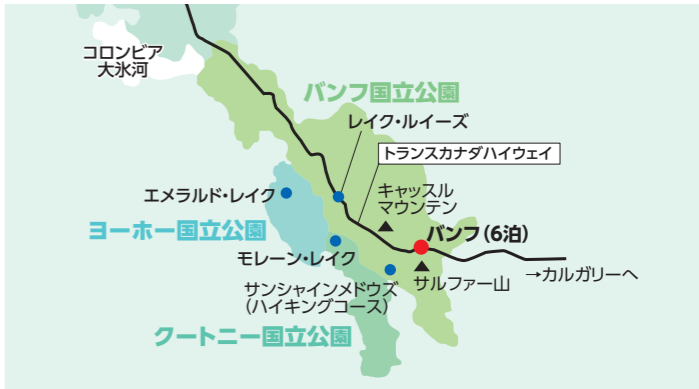 コロンビア
大氷河
バンフ国立公園
レイク・ルイーズ
トランスカナダハイウェイ
エメラルド・レイク
キャッスル
マウンテン
ヨーホー国立公園
バンフ（6泊）
モレーン・レイク
サルファー山
→カルガリーへ
サンシャインメドウズ
（ハイキングコース）
クートニー国立公園